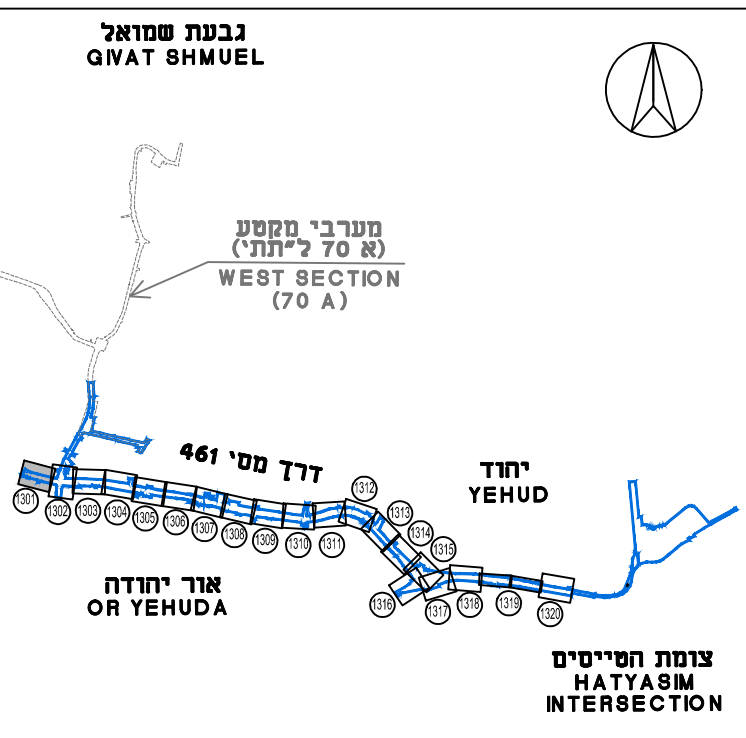 גבעת שמואל
GIVAT SHMUEL
מערבי מקטע
(א 70 ל"תתי)
WEST SECTION
(70 A)
דרך מס' 461
יהוד
YEHUD
1301
1302
1303
1304
1305
1306
1307
1308
1309
1310
1311
1312
1313
1314
1315
1316
1317
1318
1319
1320
אור יהודה
OR YEHUDA
צומת הטייסים
HATYASIM
INTERSECTION